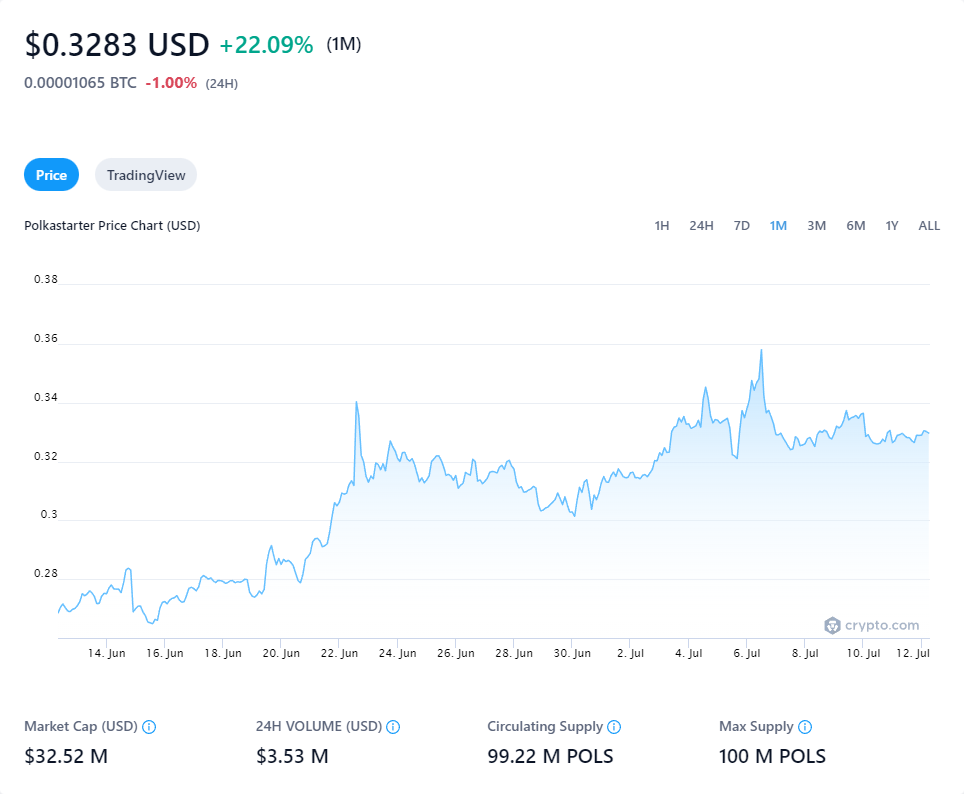 $0.3283 USD +22.09% (1M)
0.00001065 BTC -1.00% (24H)
Price TradingView
Polkastarter Price Chart (USD) 1H 24H 7D 1M 3M 6M 1Y ALL
0.38
0.36
0.34
0.32
0.3
0.28
crypto.com
14. Jun 16. Jun 18. Jun 20. Jun 22. Jun 24. Jun 26. Jun 28. Jun 30. Jun 2. Jul 4. Jul 6. Jul 8. Jul 10. Jul 12. Jul
Market Cap (USD) 24H VOLUME (USD) Circulating Supply Max Supply
$32.52 M $3.53 M 99.22 M POLS 100 M POLS